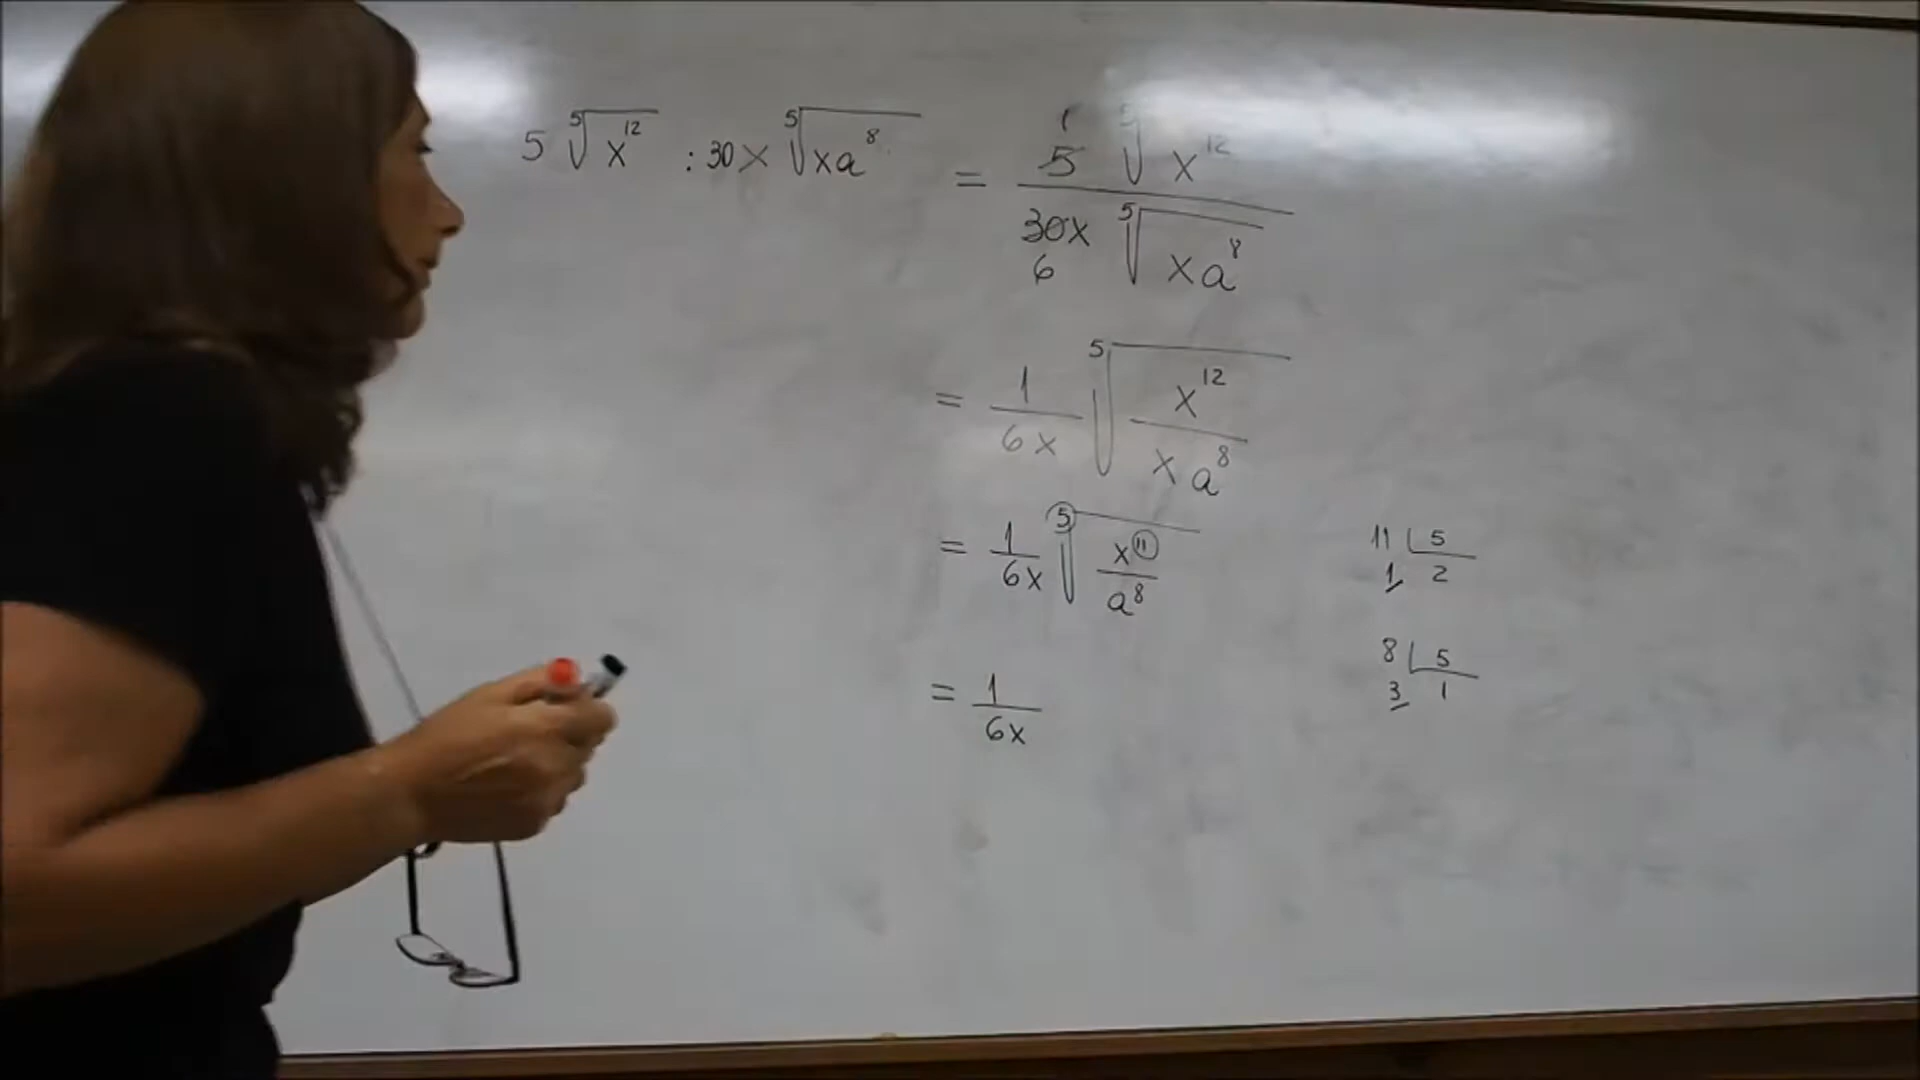 5 ⁵√x¹² : 30x ⁵√xa⁸ = 1 5 ⁵√x¹² / 30x 6 ⁵√xa⁸
= 1/6x ⁵√x¹²/xa⁸
= 1/6x ⁵√x¹¹/a⁸
11 | 5
1 2
8 | 5
3 1
= 1/6x